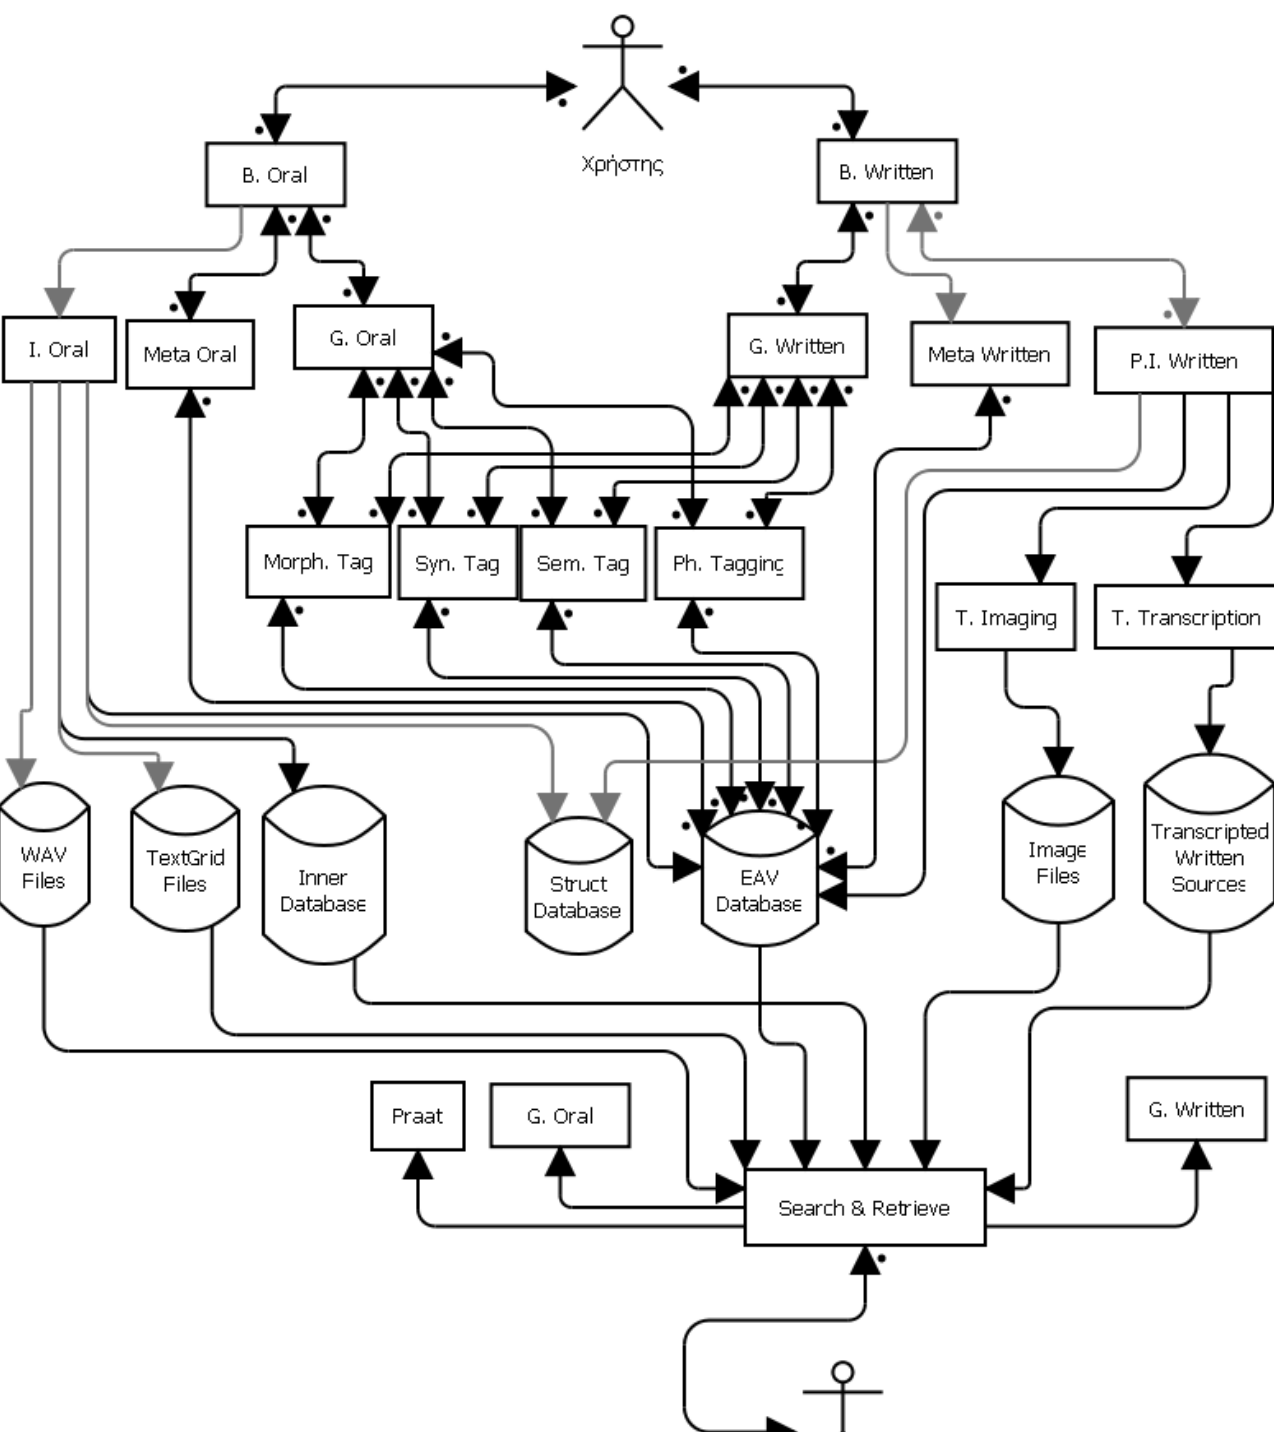 Χρήστης
B. Oral
B. Written
I. Oral
Meta Oral
G. Oral
G. Written
Meta Written
P.I. Written
Morph. Tag
Syn. Tag
Sem. Tag
Ph. Tagging
T. Imaging
T. Transcription
WAV
Files
TextGrid
Files
Inner
Database
Struct
Database
EAV
Database
Image
Files
Transcripted
Written
Sources
Praat
G. Oral
G. Written
Search & Retrieve